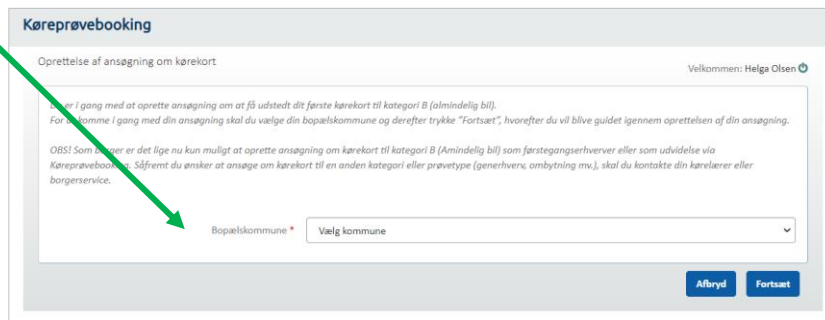 Køreprøvebooking
Oprettelse af ansøgning om kørekort
Velkommen: Helga Olsen
er i gang med at oprette ansøgning om at få udstedt dit første kørekort til kategori B (almindelig bil).
For at komme i gang med din ansøgning skal du vælge din bopælskommune og derefter trykke "Fortsæt", hvorefter du vil blive guidet igennem oprettelsen af din ansøgning.
OBS! Som borger er det lige nu kun muligt at oprette ansøgning om kørekort til kategori B (Amindelig bil) som førstegangserhverver eller som udvidelse via
Køreprøvebooking. Såfremt du ønsker at ansøge om kørekort til en anden kategori eller prøvetype (generhverv, ombytning mv.), skal du kontakte din kørelærer eller
borgerservice.
Bopælskommune *
Vælg kommune
Afbryd
Fortsæt